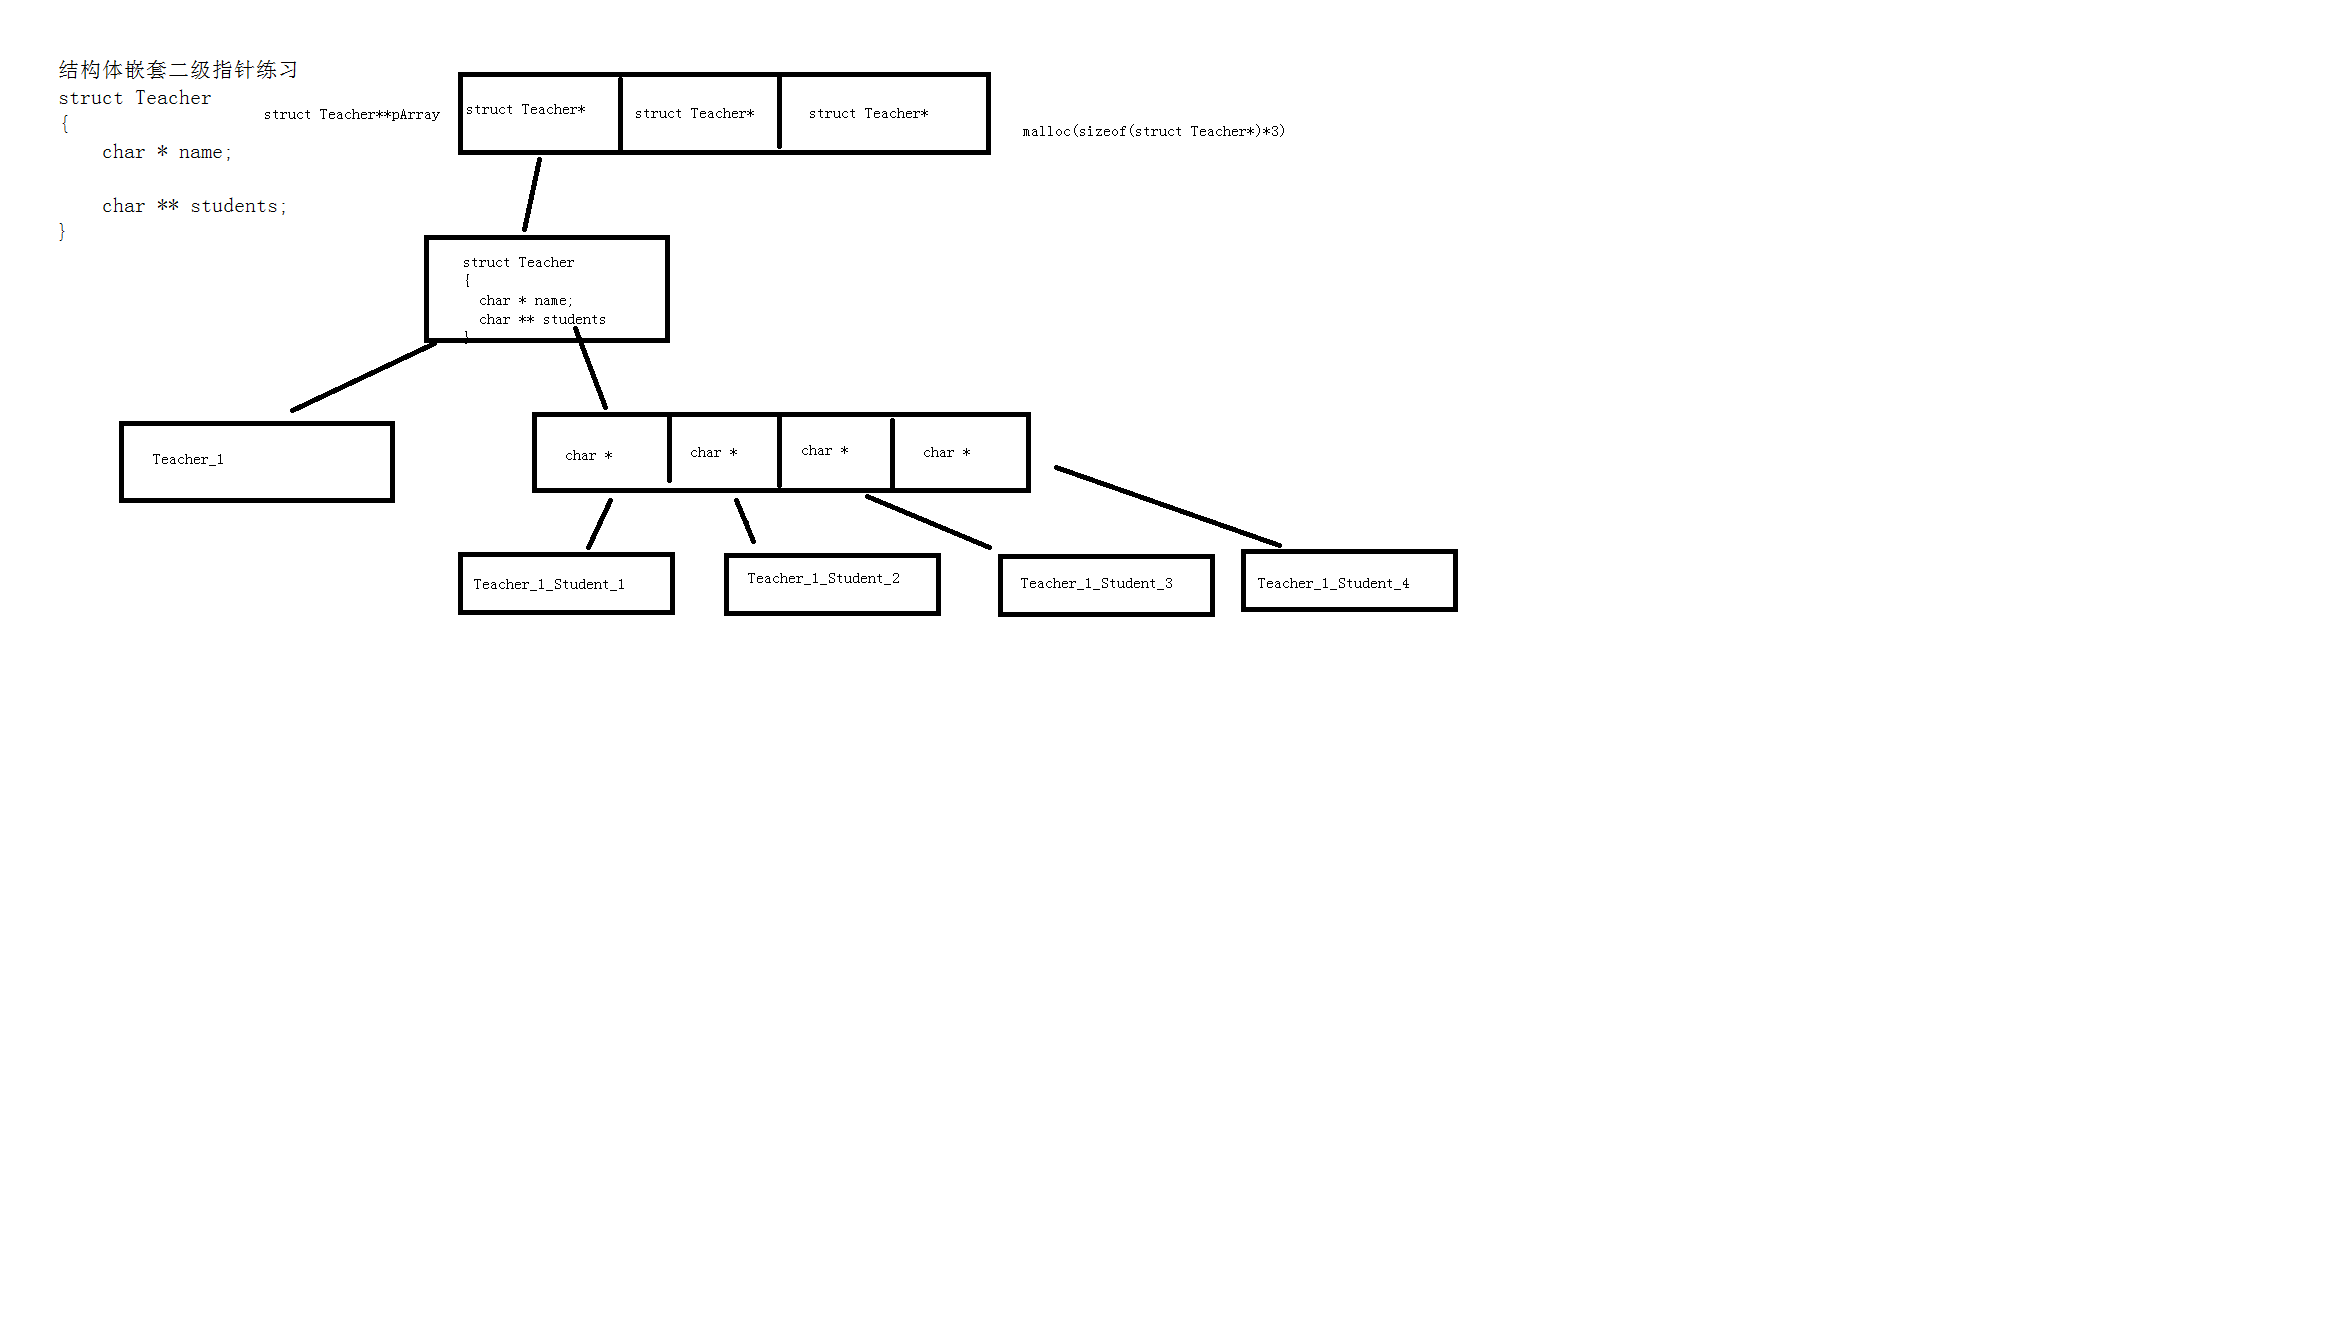 结构体嵌套二级指针练习
struct Teacher
{
    char * name;
    char ** students;
}
struct Teacher**pArray
struct Teacher*
struct Teacher*
struct Teacher*
malloc(sizeof(struct Teacher*)*3)
struct Teacher
{
  char * name;
  char ** students
}
Teacher_1
char *
char *
char *
char *
Teacher_1_Student_1
Teacher_1_Student_2
Teacher_1_Student_3
Teacher_1_Student_4